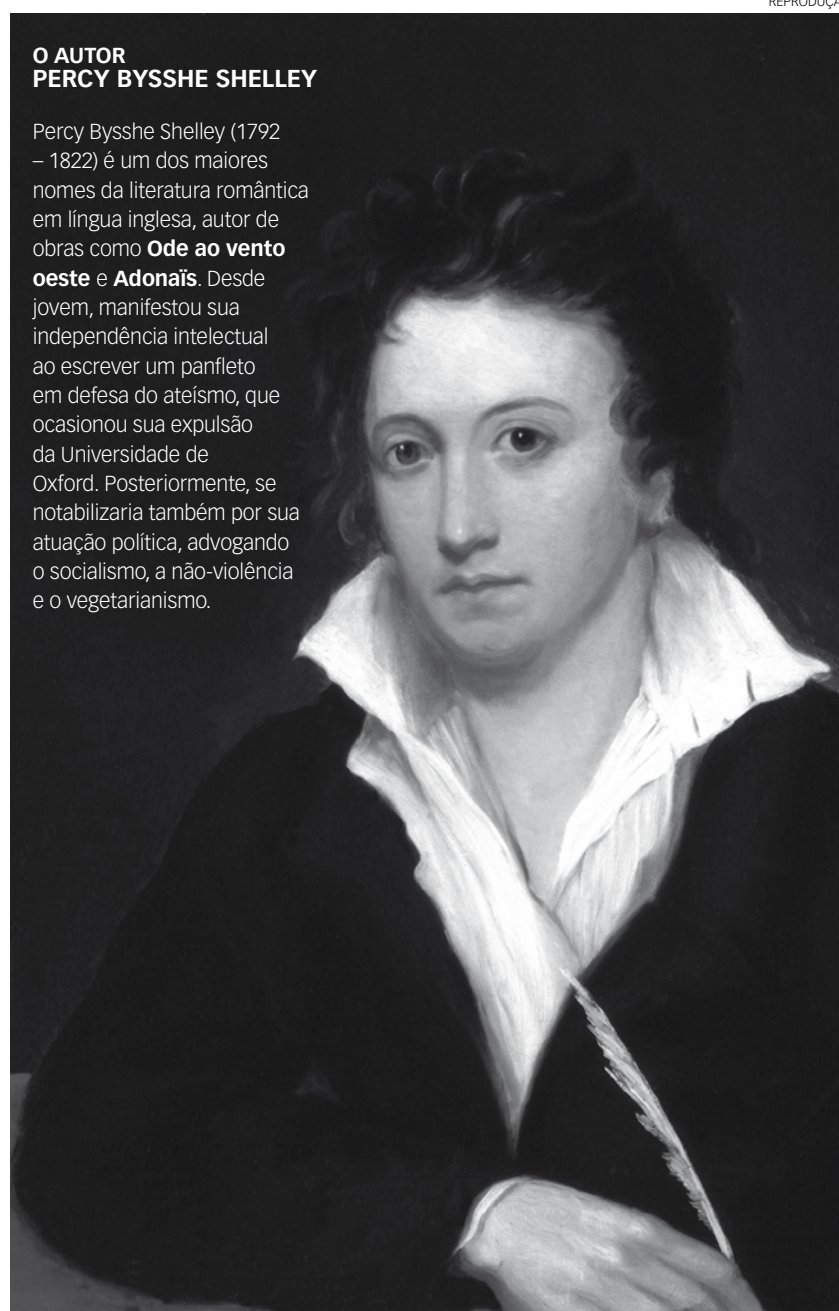 REPRODUÇÃ
O AUTOR
PERCY BYSSHE SHELLEY
Percy Bysshe Shelley (1792
– 1822) é um dos maiores
nomes da literatura romântica
em língua inglesa, autor de
obras como Ode ao vento
oeste e Adonaïs. Desde
jovem, manifestou sua
independência intelectual
ao escrever um panfleto
em defesa do ateísmo, que
ocasionou sua expulsão
da Universidade de
Oxford. Posteriormente, se
notabilizaria também por sua
atuação política, advogando
o socialismo, a não-violência
e o vegetarianismo.